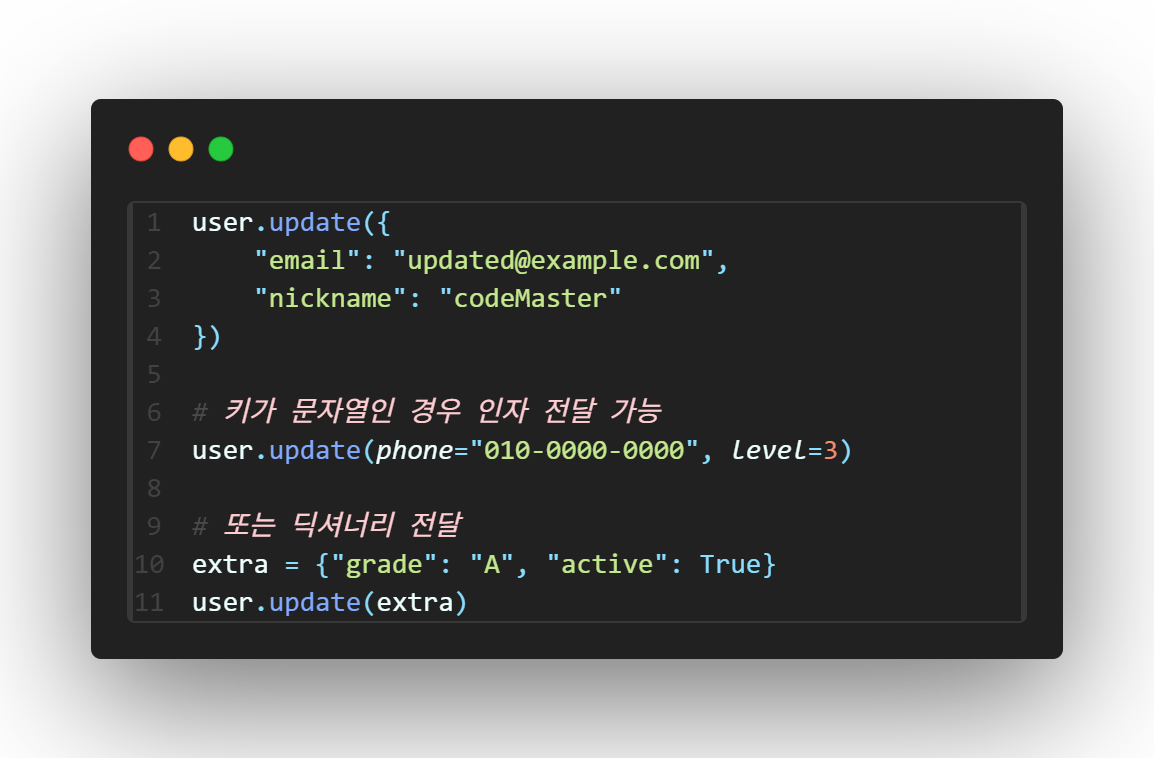 1 user.update({
2     "email": "updated@example.com",
3     "nickname": "codeMaster"
4 })
5
6 # 키가 문자열인 경우 인자 전달 가능
7 user.update(phone="010-0000-0000", level=3)
8
9 # 또는 딕셔너리 전달
10 extra = {"grade": "A", "active": True}
11 user.update(extra)